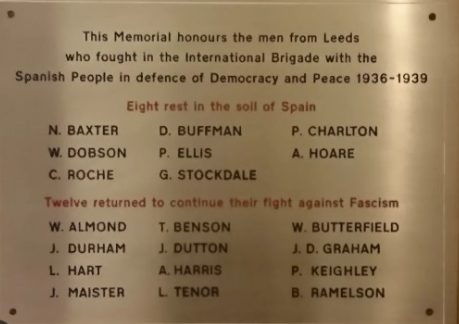 This Memorial honours the men from Leeds
who fought in the International Brigade with the
Spanish People in defence of Democracy and Peace 1936-1939
Eight rest in the soil of Spain
N. BAXTER D. BUFFMAN P. CHARLTON
W. DOBSON P. ELLIS A. HOARE
C. ROCHE G. STOCKDALE
Twelve returned to continue their fight against Fascism
W. ALMOND T. BENSON W. BUTTERFIELD
J. DURHAM J. DUTTON J. D. GRAHAM
L. HART A. HARRIS P. KEIGHLEY
J. MAISTER L. TENOR B. RAMELSON